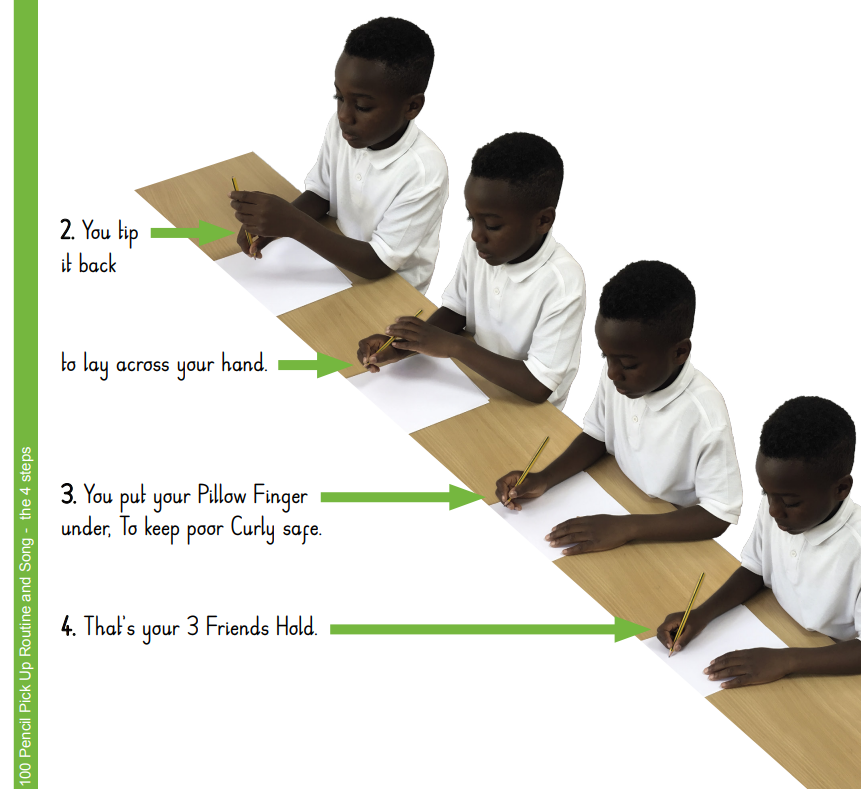 2. You tip
it back
to lay across your hand.
3. You put your Pillow Finger
under, To keep poor Curly safe.
4. That's your 3 Friends Hold.
100 Pencil Pick Up Routine and Song - the 4 steps